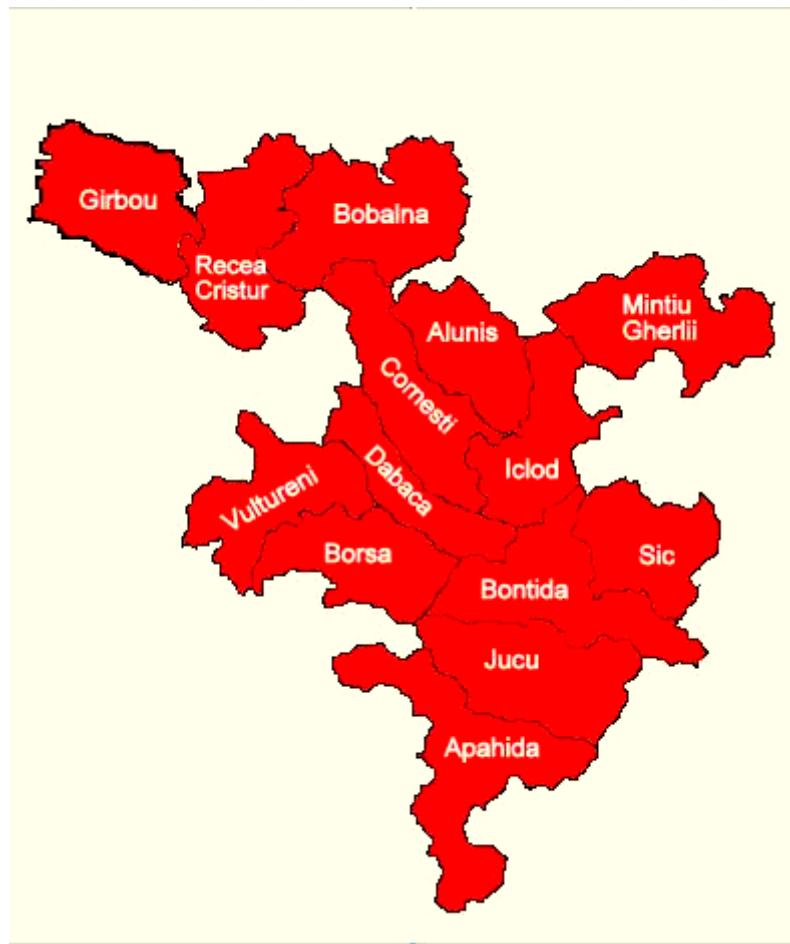 Girbou
Bobalna
Recea
Cristur
Mintiu
Gherlii
Alunis
Cornesti
Iclod
Dabaca
Vultureni
Borsa
Sic
Bontida
Jucu
Apahida